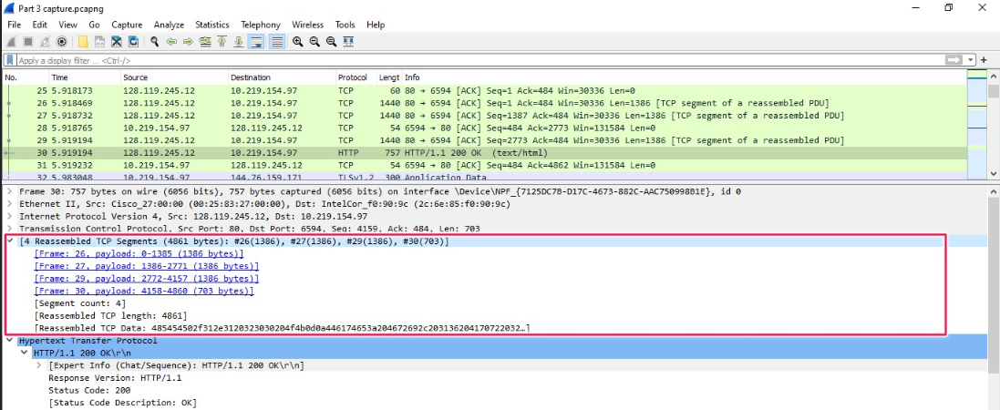 Part 3 capture.pcapng
File Edit View Go Capture Analyze Statistics Telephony Wireless Tools Help
Apply a display filter ... <Ctrl-/>
No. Time Source Destination Protocol Lengt Info
25 5.918173 128.119.245.12 10.219.154.97 TCP 60 80 → 6594 [ACK] Seq=1 Ack=484 Win=30336 Len=0
26 5.918469 128.119.245.12 10.219.154.97 TCP 1440 80 → 6594 [ACK] Seq=1 Ack=484 Win=30336 Len=1386 [TCP segment of a reassembled PDU]
27 5.918732 128.119.245.12 10.219.154.97 TCP 1440 80 → 6594 [ACK] Seq=1387 Ack=484 Win=30336 Len=1386 [TCP segment of a reassembled PDU]
28 5.918765 10.219.154.97 128.119.245.12 TCP 54 6594 → 80 [ACK] Seq=484 Ack=2773 Win=131584 Len=0
29 5.919194 128.119.245.12 10.219.154.97 TCP 1440 80 → 6594 [ACK] Seq=2773 Ack=484 Win=30336 Len=1386 [TCP segment of a reassembled PDU]
30 5.919194 128.119.245.12 10.219.154.97 HTTP 757 HTTP/1.1 200 OK (text/html)
31 5.919232 10.219.154.97 128.119.245.12 TCP 54 6594 → 80 [ACK] Seq=484 Ack=4862 Win=131584 Len=0
32 5.983048 10.219.154.97 144.76.159.171 TLSv1.2 300 Application Data
Frame 30: 757 bytes on wire (6056 bits), 757 bytes captured (6056 bits) on interface \Device\NPF_{7125DC7B-D17C-4673-882C-AAC750998B1E}, id 0
Ethernet II, Src: Cisco_27:00:00 (00:25:83:27:00:00), Dst: IntelCor_f0:90:9c (2c:6e:85:f0:90:9c)
Internet Protocol Version 4, Src: 128.119.245.12, Dst: 10.219.154.97
Transmission Control Protocol, Src Port: 80, Dst Port: 6594, Seq: 4159, Ack: 484, Len: 703
[4 Reassembled TCP Segments (4861 bytes): #26(1386), #27(1386), #29(1386), #30(703)]
[Frame: 26, payload: 0-1385 (1386 bytes)]
[Frame: 27, payload: 1386-2771 (1386 bytes)]
[Frame: 29, payload: 2772-4157 (1386 bytes)]
[Frame: 30, payload: 4158-4860 (703 bytes)]
[Segment count: 4]
[Reassembled TCP length: 4861]
[Reassembled TCP Data: 485454502f312e3120323030204f4b0d0a446174653a204672692c203136204170722032…]
Hypertext Transfer Protocol
HTTP/1.1 200 OK\r\n
[Expert Info (Chat/Sequence): HTTP/1.1 200 OK\r\n]
Response Version: HTTP/1.1
Status Code: 200
[Status Code Description: OK]